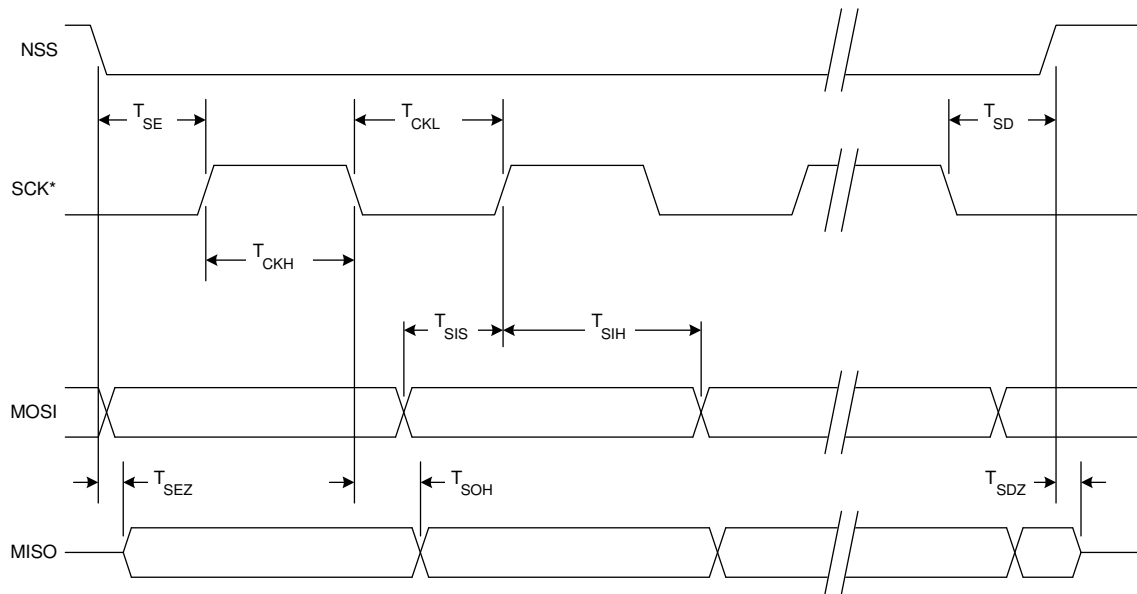 NSS
T_SE
T_CKL
T_SD
SCK*
T_CKH
T_SIS
T_SIH
MOSI
T_SEZ
T_SOH
T_SDZ
MISO